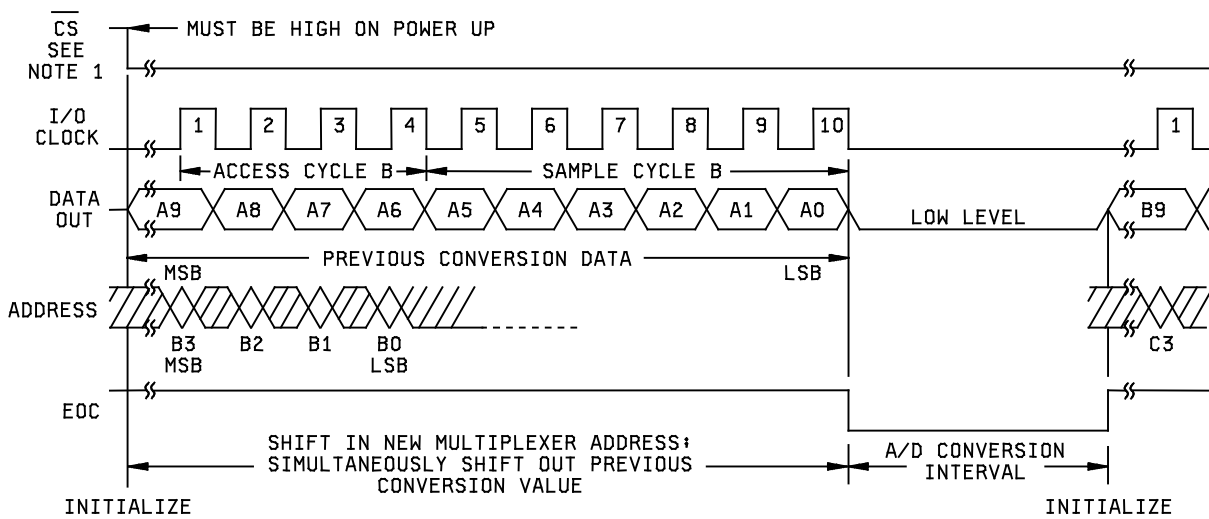 CS
MUST BE HIGH ON POWER UP
SEE
NOTE 1
I/O
CLOCK
1 2 3 4 5 6 7 8 9 10 1
ACCESS CYCLE B SAMPLE CYCLE B
DATA
OUT
A9 A8 A7 A6 A5 A4 A3 A2 A1 A0 LOW LEVEL B9
PREVIOUS CONVERSION DATA
MSB LSB
ADDRESS
B3 B2 B1 B0 C3
MSB LSB
EOC
SHIFT IN NEW MULTIPLEXER ADDRESS;
SIMULTANEOUSLY SHIFT OUT PREVIOUS
CONVERSION VALUE
A/D CONVERSION
INTERVAL
INITIALIZE INITIALIZE